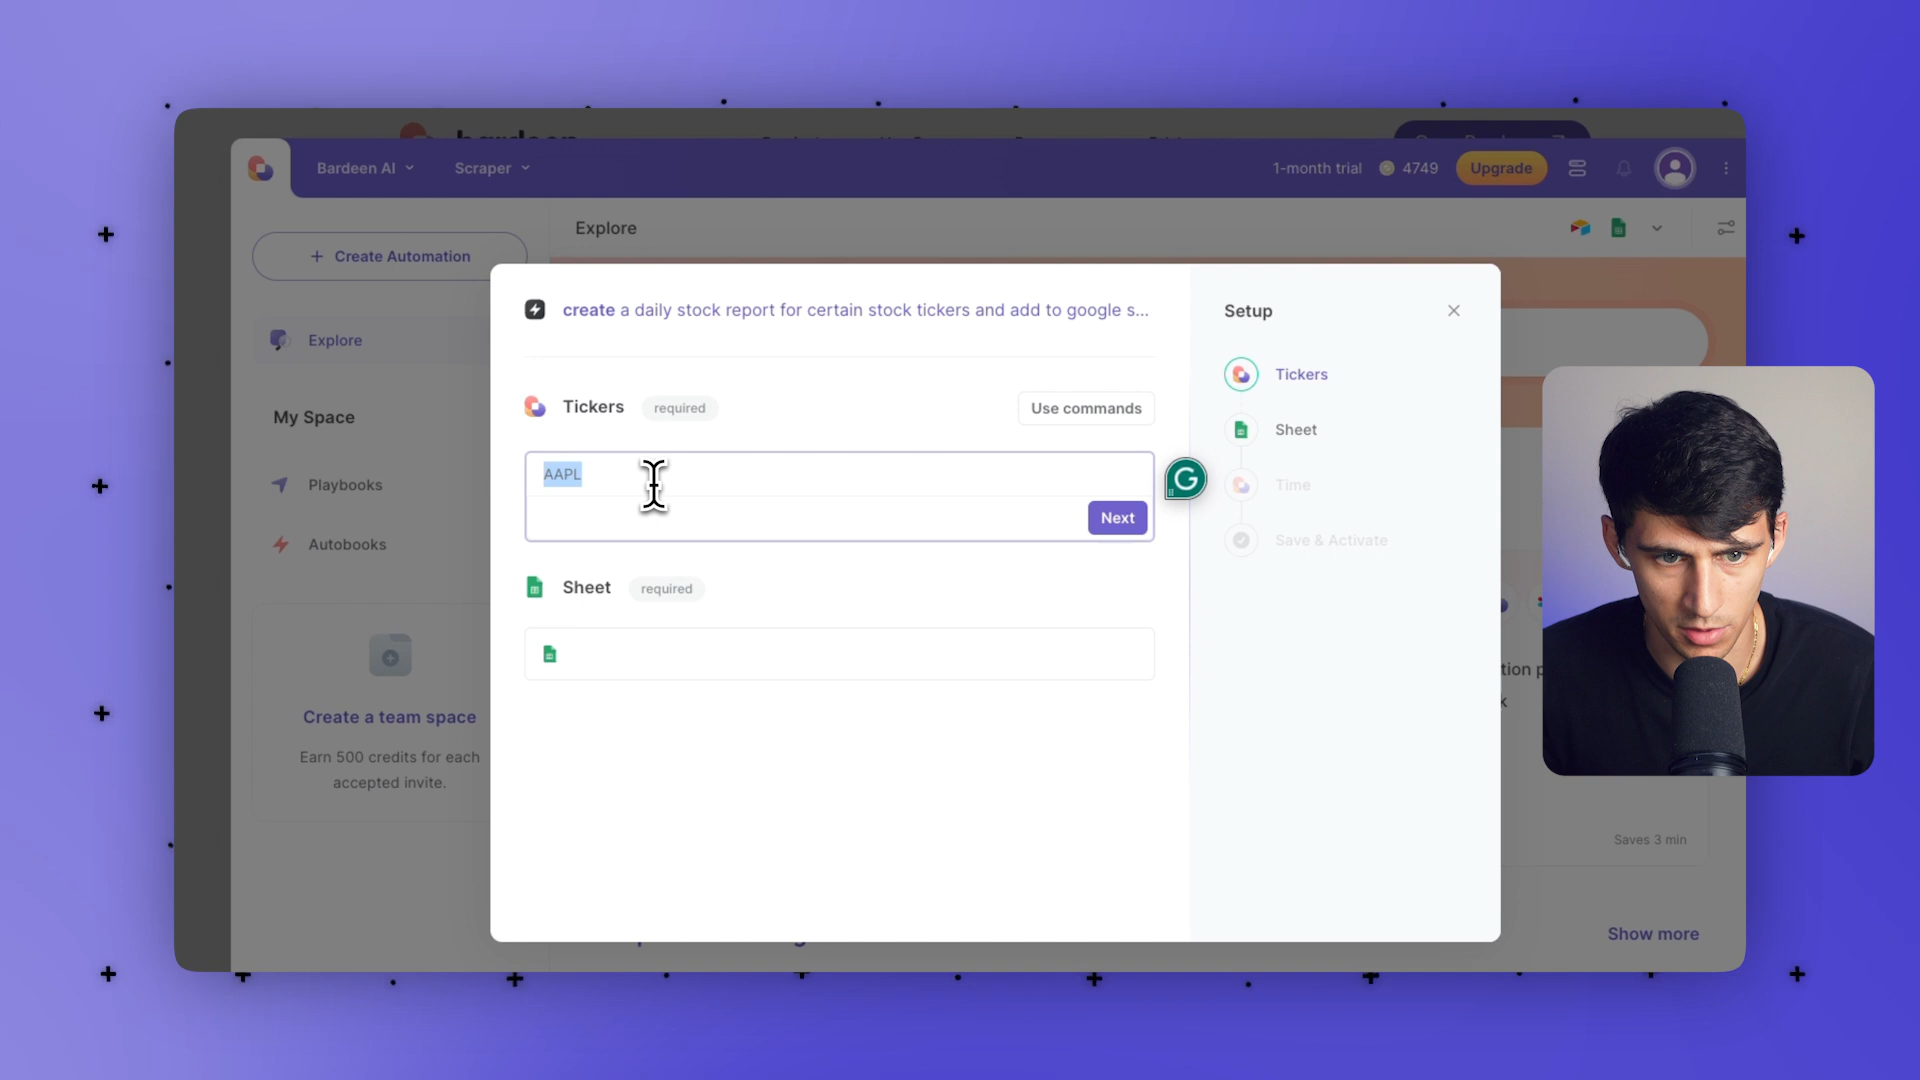 Bardeen AI
Scraper
1-month trial
4749
Upgrade
+ Create Automation
Explore
Explore
My Space
Playbooks
Autobooks
Create a team space
Earn 500 credits for each
accepted invite.
create a daily stock report for certain stock tickers and add to google s...
Tickers
required
Use commands
AAPL
Next
Sheet
required
Setup
Tickers
Sheet
Time
Save & Activate
Saves 3 min
Show more